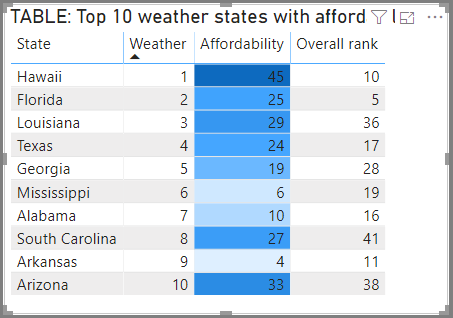 TABLE: Top 10 weather states with afford
State Weather Affordability Overall rank
Hawaii 1 45 10
Florida 2 25 5
Louisiana 3 29 36
Texas 4 24 17
Georgia 5 19 28
Mississippi 6 6 19
Alabama 7 10 16
South Carolina 8 27 41
Arkansas 9 4 11
Arizona 10 33 38